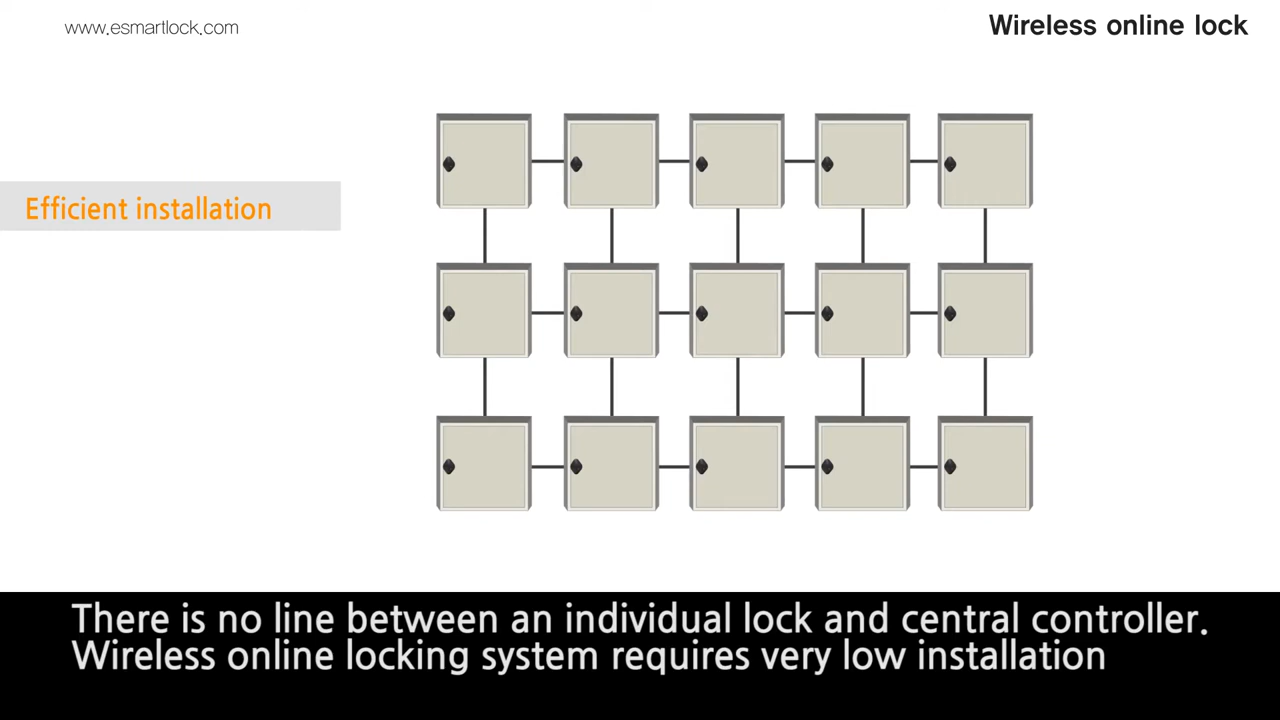 www.esmartlock.com
Wireless online lock
Efficient installation
There is no line between an individual lock and central controller.
Wireless online locking system requires very low installation